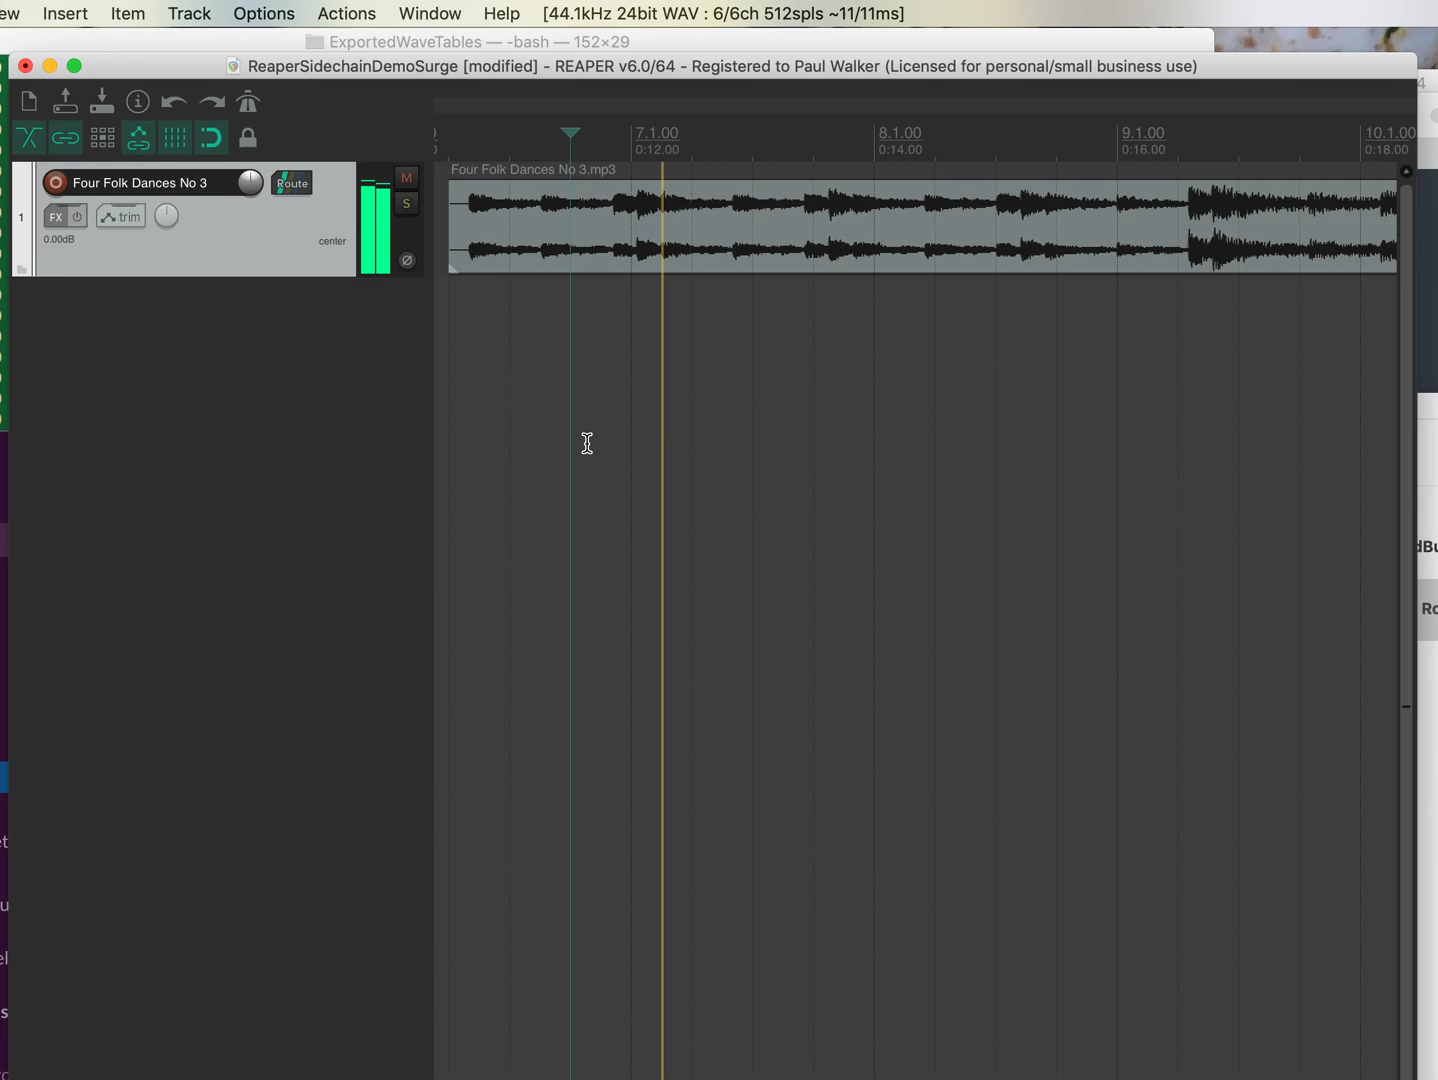 ew Insert Item Track Options Actions Window Help [44.1kHz 24bit WAV : 6/6ch 512spls ~11/11ms]
ExportedWaveTables — -bash — 152×29
ReaperSidechainDemoSurge [modified] - REAPER v6.0/64 - Registered to Paul Walker (Licensed for personal/small business use)
4
7.1.00 8.1.00 9.1.00 10.1.00
0:12.00 0:14.00 0:16.00 0:18.00
Four Folk Dances No 3.mp3
1
Four Folk Dances No 3 Route M
S
FX trim
0.00dB center
dBu
Ro
et
u
el
s